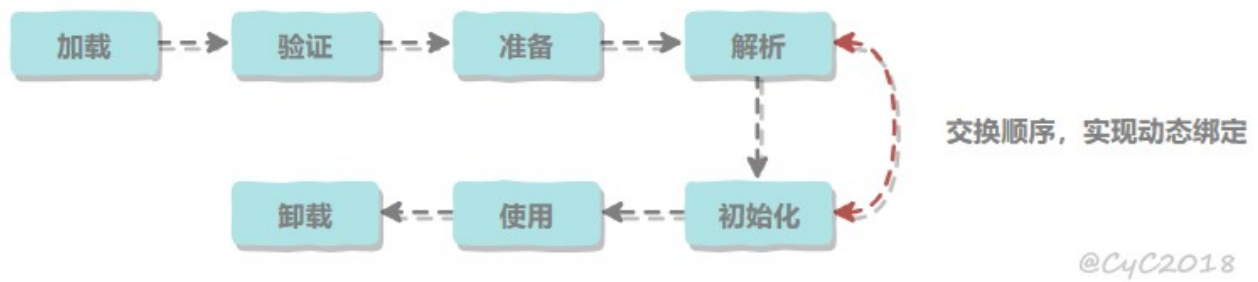 加载
验证
准备
解析
交换顺序，实现动态绑定
卸载
使用
初始化
@CyC2018